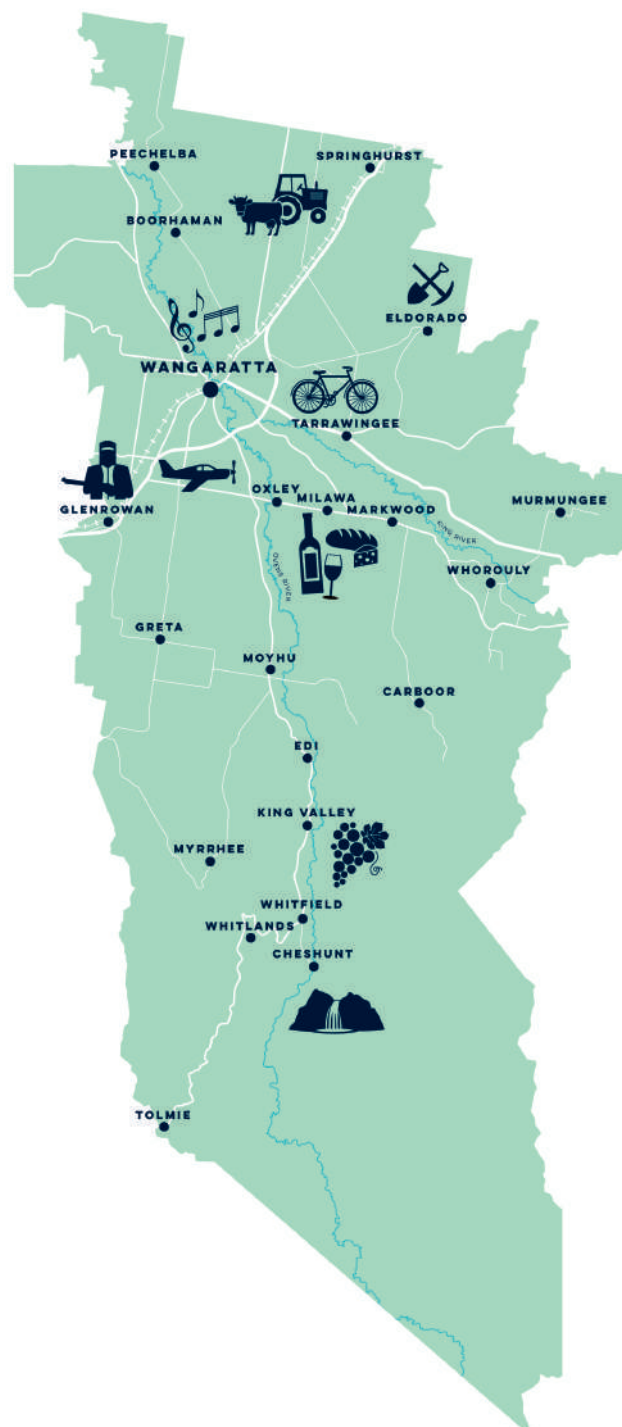 PEECHELBA
SPRINGHURST
BOORHAMAN
ELDORADO
WANGARATTA
TARRAWINGEE
OXLEY
MILAWA
MARKWOOD
MURMUNGEE
GLENROWAN
KING RIVER
WHOROULY
OVENS RIVER
GRETA
MOYHU
CARBOOR
EDI
KING VALLEY
MYRRHEE
WHITFIELD
WHITLANDS
CHESHUNT
TOLMIE